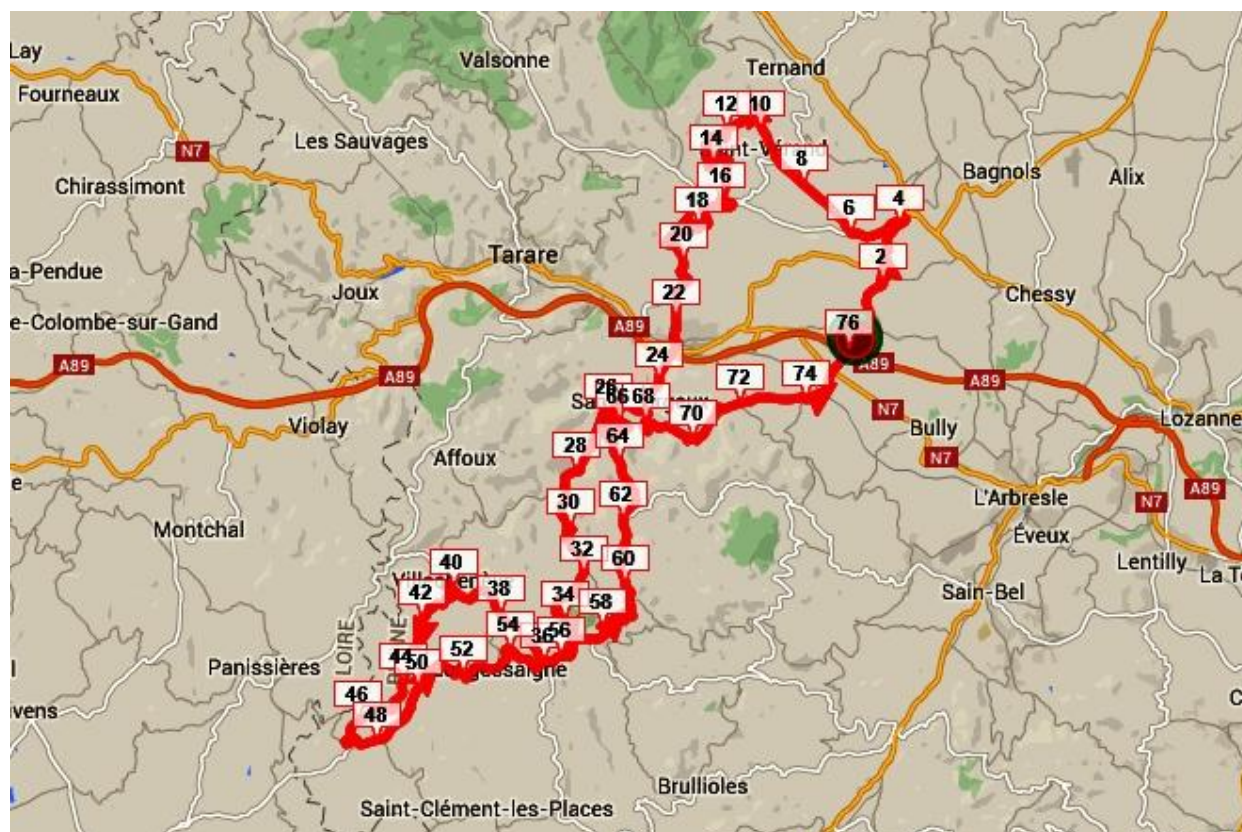 Lay
Valsonne
Ternand
Fourneaux
12
10
14
Les Sauvages
N7
8
Bagnols
Alix
Chirassimont
16
18
6
4
20
Tarare
2
a-Pendue
Joux
22
Chessy
e-Colombe-sur-Gand
A89
76
24
A89
A89
A89
A89
72
74
68
N7
Lozanne
70
Violay
64
Bully
28
Affoux
N7
e
62
A89
30
L'Arbresle
N7
Montchal
Éveux
32
60
40
Lentilly
La T
38
42
34
58
Sain-Bel
54
56
36
LOIRE
52
44
50
Panissières
46
48
uvens
C
Brullioles
Saint-Clément-les-Places